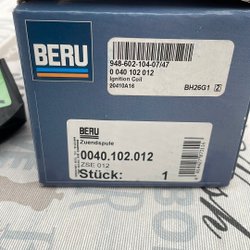 BERU
948-602-104-07/47
0 040 102 012
Ignition Coil
20410A16
BH26G1 Z
BERU
Zuendspule
0040.102.012
ZSE 012
Stück: 1